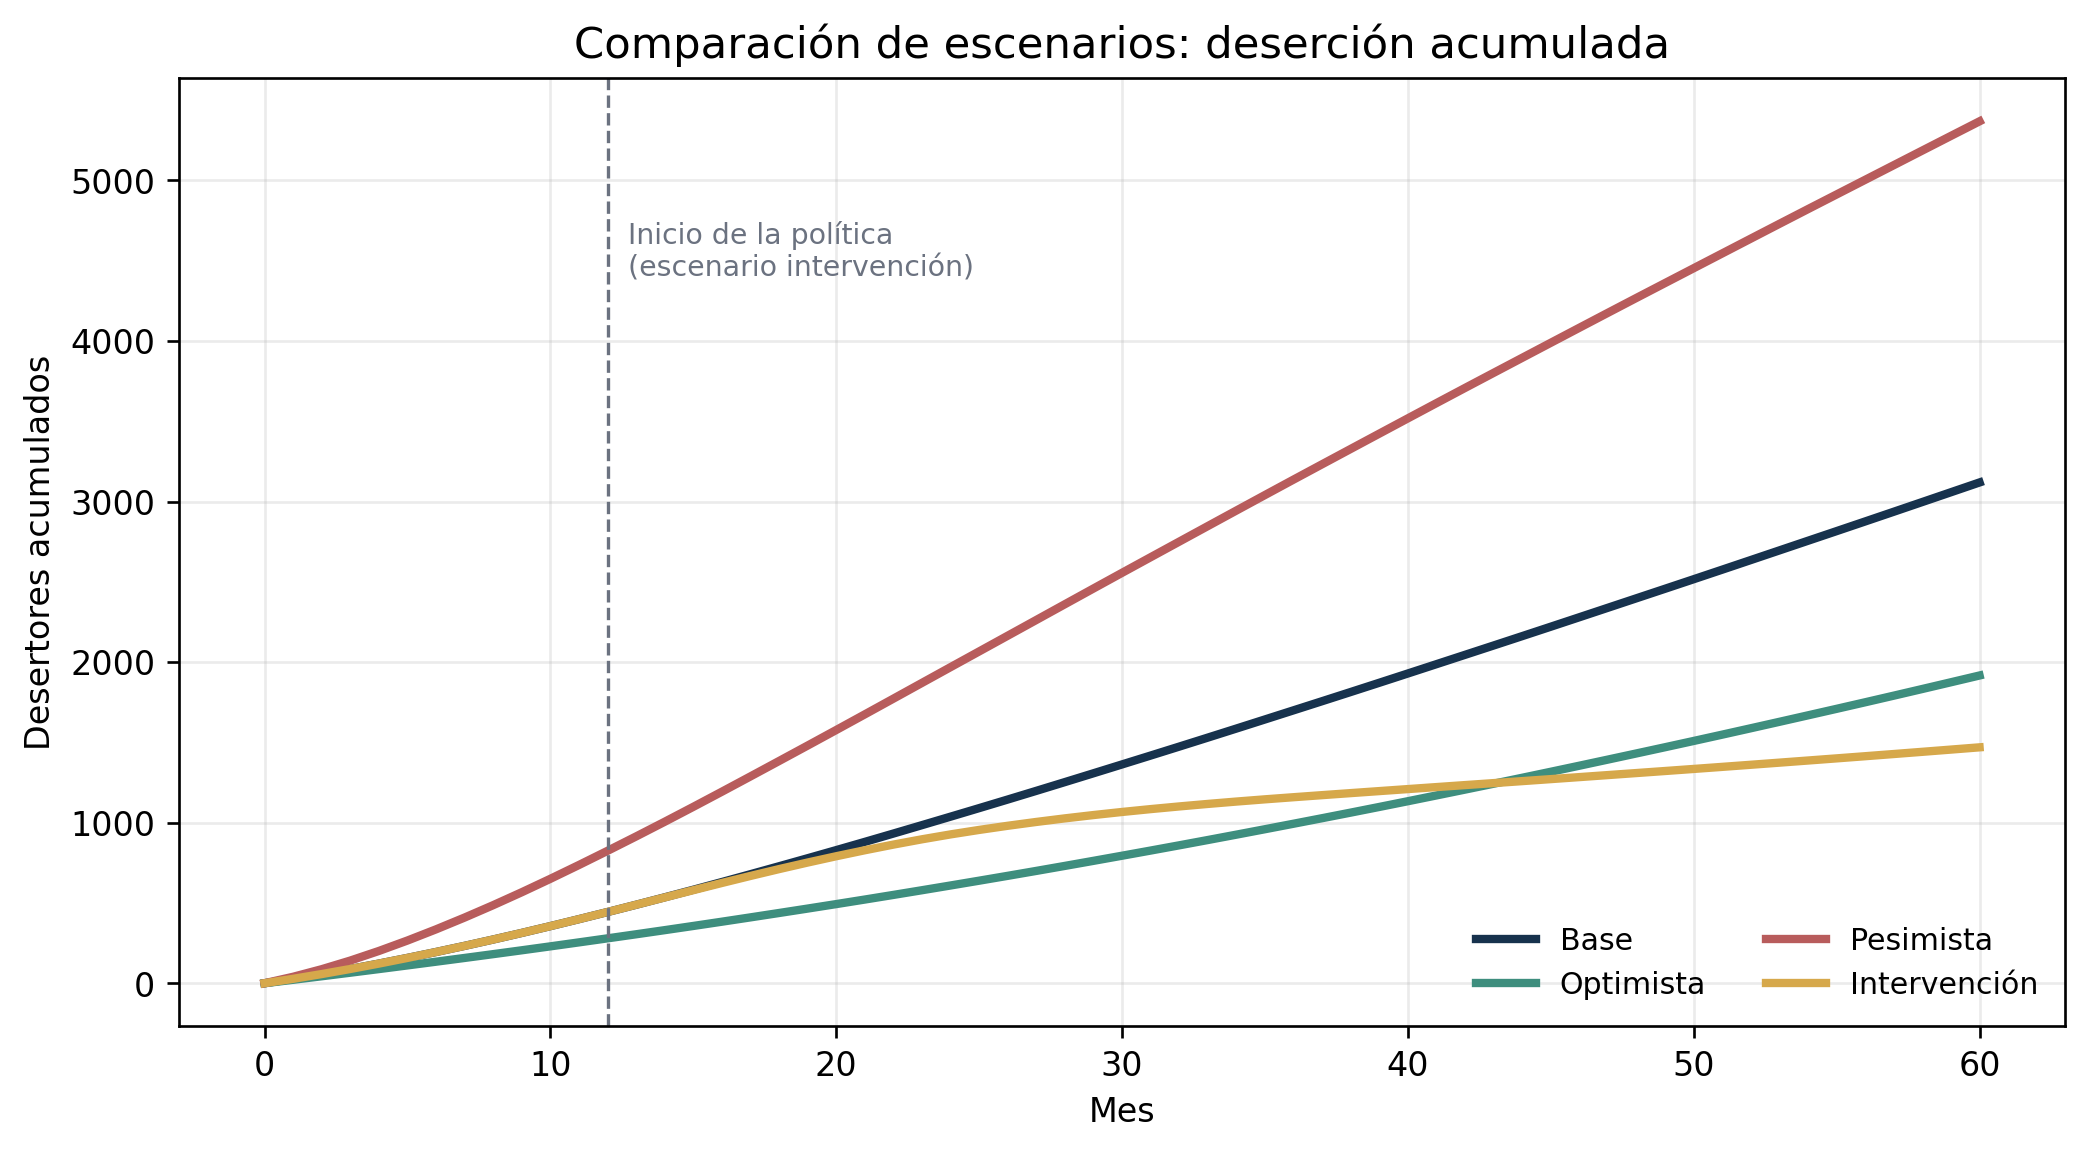 Comparación de escenarios: deserción acumulada
Desertores acumulados
5000
4000
3000
2000
1000
0
Inicio de la política
(escenario intervención)
Base
Optimista
Pesimista
Intervención
0
10
20
30
40
50
60
Mes